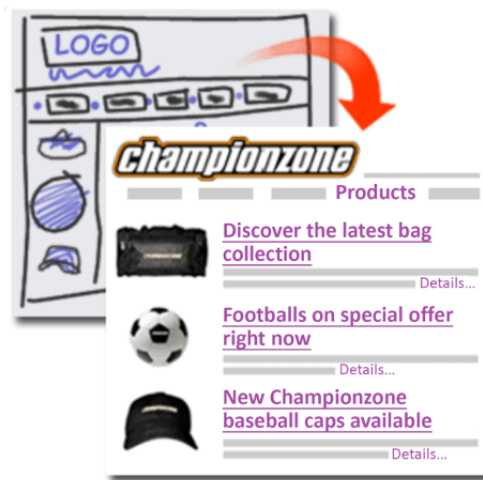 LOGO
championzone
Products
Discover the latest bag
collection
Details...
Footballs on special offer
right now
Details...
New Championzone
baseball caps available
Details...